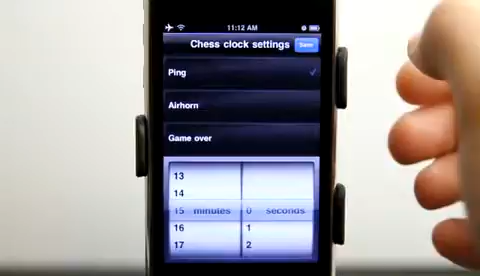 11:12 AM
Chess clock settings Save
Ping
Airhorn
Game over
13
14
15 minutes 0 seconds
16 1
17 2